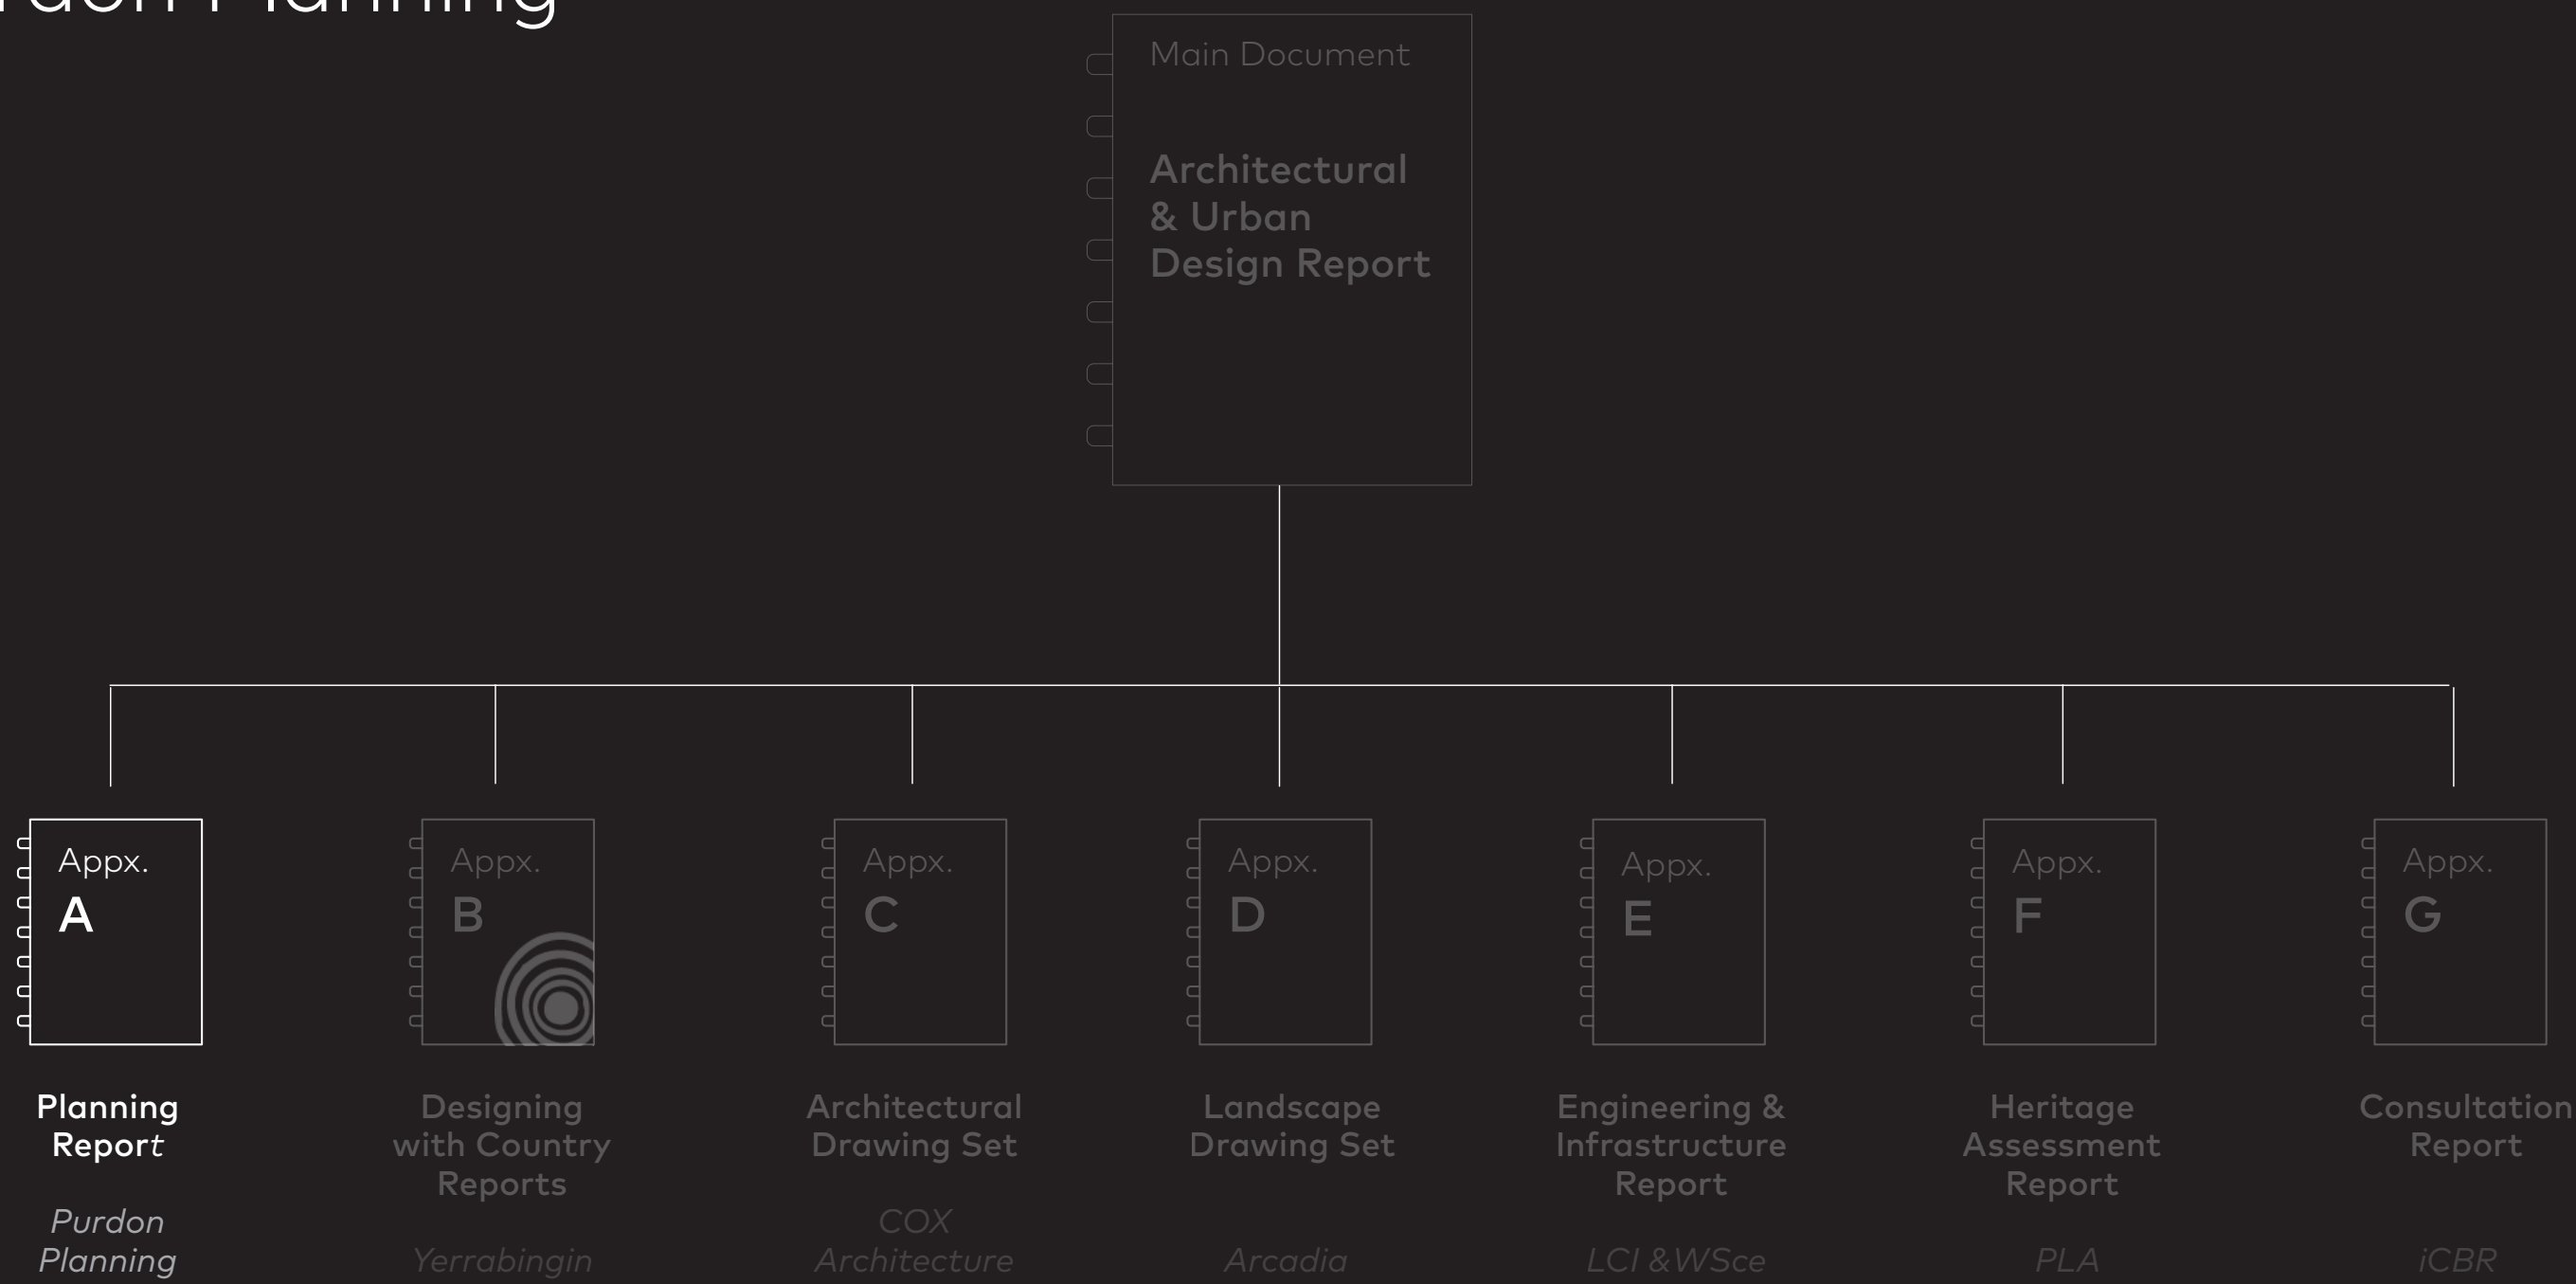 Planning
Main Document
Architectural
& Urban
Design Report
Appx.
A
Planning
Report
Purdon
Planning
Appx.
B
Designing
with Country
Reports
Yerrabingin
Appx.
C
Architectural
Drawing Set
COX
Architecture
Appx.
D
Landscape
Drawing Set
Arcadia
Appx.
E
Engineering &
Infrastructure
Report
LCI &WSce
Appx.
F
Heritage
Assessment
Report
PLA
Appx.
G
Consultation
Report
iCBR